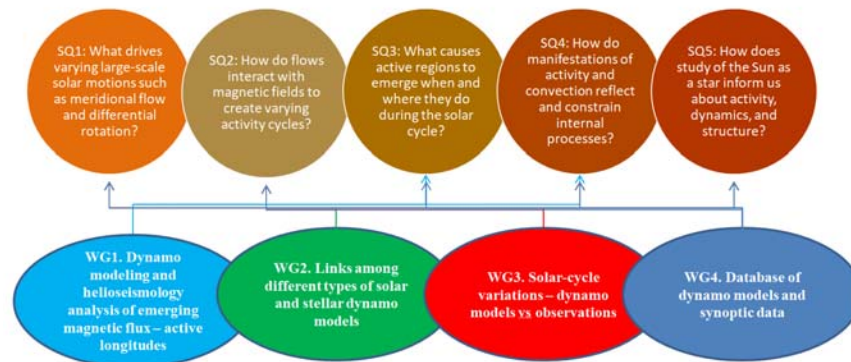 SQ1: What drives
varying large-scale
solar motions such
as meridional flow
and differential
rotation?
SQ2: How do flows
interact with
magnetic fields to
create varying
activity cycles?
SQ3: What causes
active regions to
emerge when and
where they do
during the solar
cycle?
SQ4: How do
manifestations of
activity and
convection reflect
and constrain
internal
processes?
SQ5: How does
study of the Sun as
a star inform us
about activity,
dynamics, and
structure?
WG1. Dynamo
modeling and
helioseismology
analysis of emerging
magnetic flux – active
longitudes
WG2. Links among
different types of solar
and stellar dynamo
models
WG3. Solar-cycle
variations – dynamo
models vs observations
WG4. Database of
dynamo models and
synoptic data